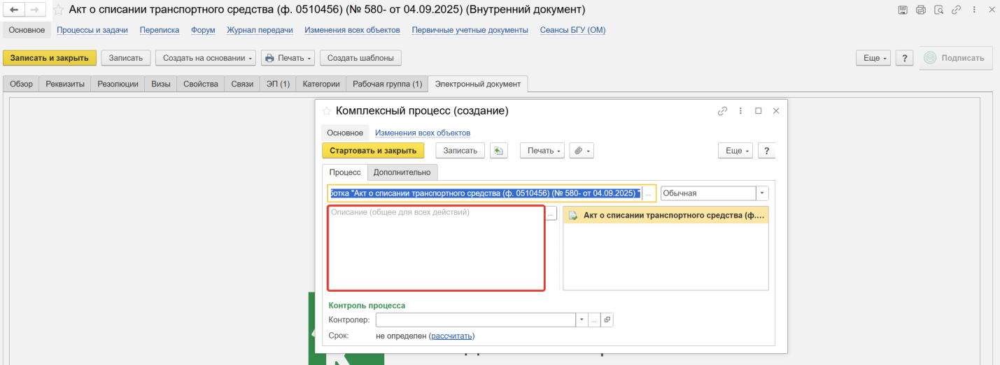 Акт о списании транспортного средства (ф. 0510456) (№ 580- от 04.09.2025) (Внутренний документ)
Основное Процессы и задачи Переписка Форум Журнал передачи Изменения всех объектов Первичные учетные документы Сеансы БГУ (ОМ)
Записать и закрыть Записать Создать на основании Печать Создать шаблоны Еще ? Подписать
Обзор Реквизиты Резолюции Визы Свойства Связи ЭП (1) Категории Рабочая группа (1) Электронный документ
Комплексный процесс (создание)
Основное Изменения всех объектов
Стартовать и закрыть Записать Печать Еще ?
Процесс Дополнительно
ботка "Акт о списании транспортного средства (ф. 0510456) (№ 580- от 04.09.2025) " ... Обычная
Описание (общее для всех действий) ... Акт о списании транспортного средства (ф....
Контроль процесса
Контролер: ...
Срок: не определен (рассчитать)